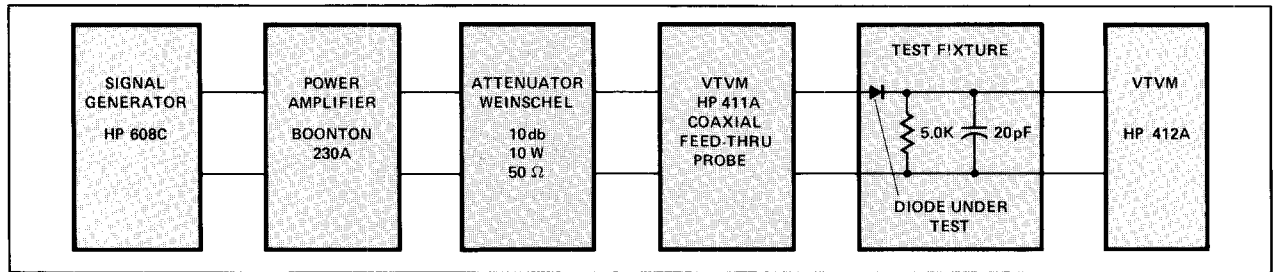 SIGNAL
GENERATOR
HP 608C
POWER
AMPLIFIER
BOONTON
230A
ATTENUATOR
WEINSCHEL
10db
10 W
50 Ω
VTVM
HP 411A
COAXIAL
FEED-THRU
PROBE
TEST FIXTURE
5.0K
20pF
DIODE UNDER
TEST
VTVM
HP 412A